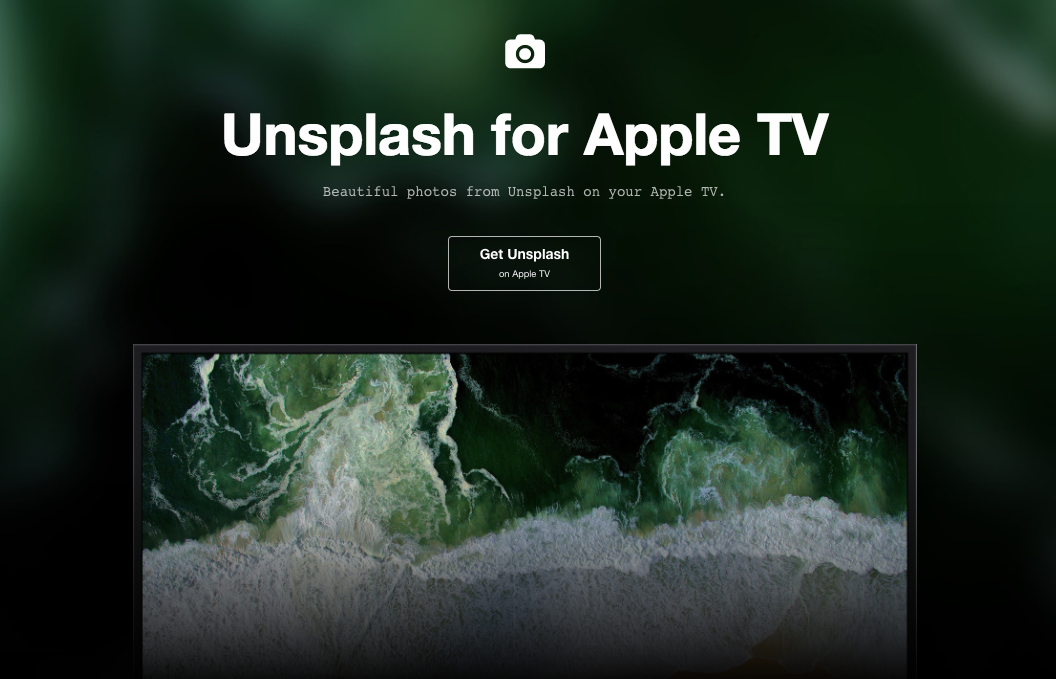 Unsplash for Apple TV
Beautiful photos from Unsplash on your Apple TV.
Get Unsplash
on Apple TV